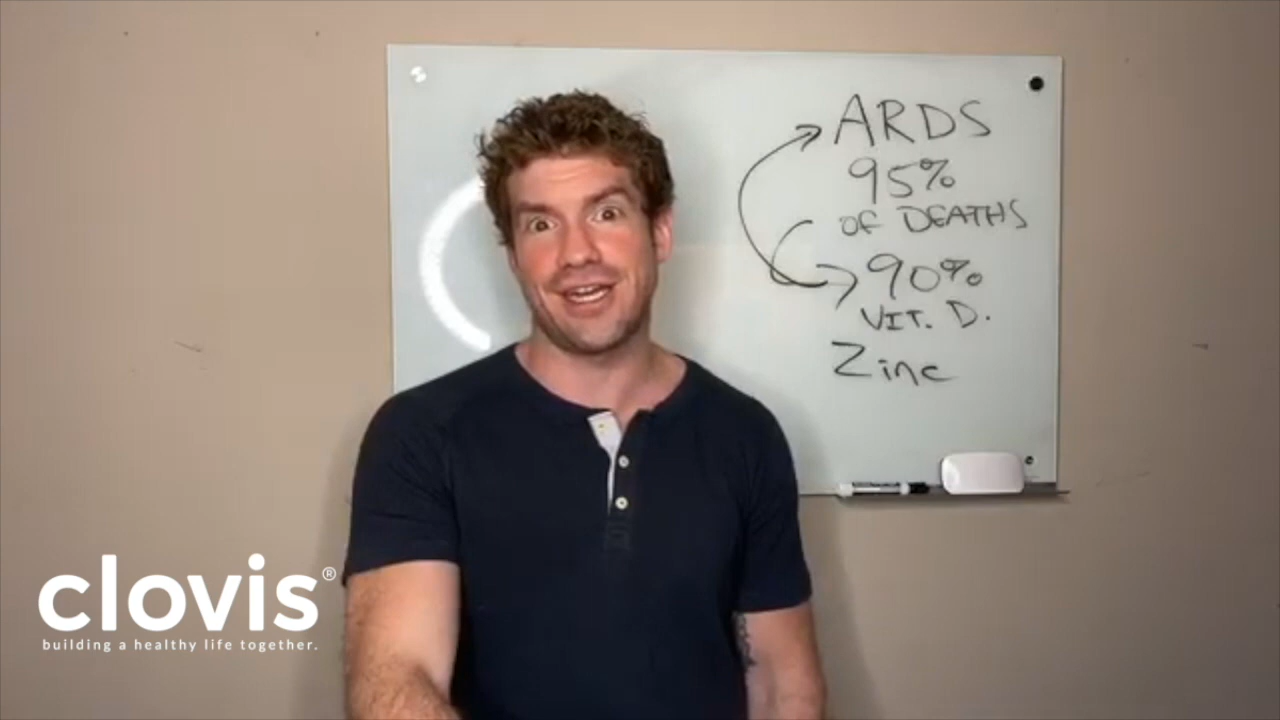 ARDS
95%
OF DEATHS
90%
VIT. D.
Zinc
clovis®
building a healthy life together.